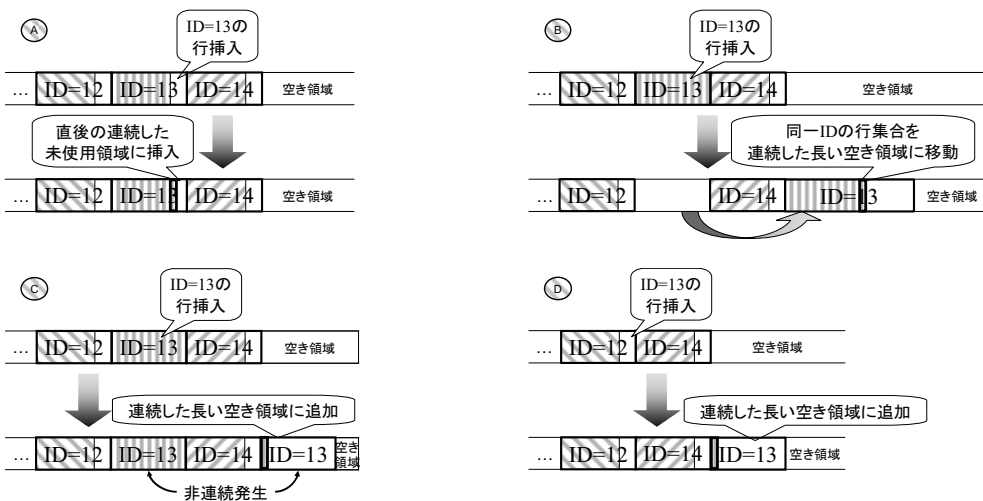 A
ID=13の
行挿入
… ID=12 ID=13 ID=14 空き領域
直後の連続した
未使用領域に挿入
… ID=12 ID=13 ID=14 空き領域
B
ID=13の
行挿入
… ID=12 ID=13 ID=14 空き領域
同一IDの行集合を
連続した長い空き領域に移動
… ID=12 ID=14 ID=13 空き領域
C
ID=13の
行挿入
… ID=12 ID=13 ID=14 空き領域
連続した長い空き領域に追加
… ID=12 ID=13 ID=14 ID=13 空き
領域
非連続発生
D
ID=13の
行挿入
… ID=12 ID=14 空き領域
連続した長い空き領域に追加
… ID=12 ID=14 ID=13 空き領域